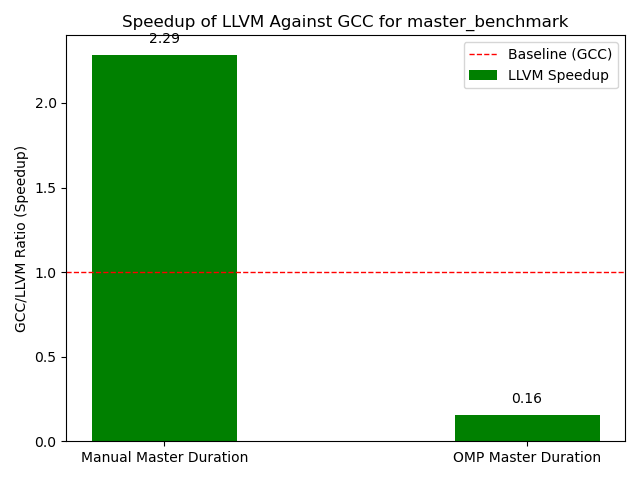 Speedup of LLVM Against GCC for master_benchmark
2.29
Baseline (GCC)
LLVM Speedup
2.0
1.5
1.0
0.5
0.0
GCC/LLVM Ratio (Speedup)
0.16
Manual Master Duration
OMP Master Duration